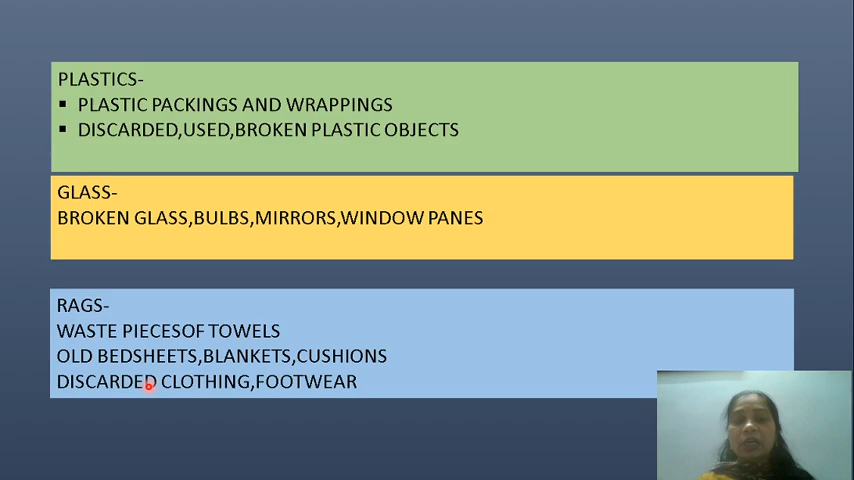 PLASTICS-
▪ PLASTIC PACKINGS AND WRAPPINGS
▪ DISCARDED,USED,BROKEN PLASTIC OBJECTS
GLASS-
BROKEN GLASS,BULBS,MIRRORS,WINDOW PANES
RAGS-
WASTE PIECESOF TOWELS
OLD BEDSHEETS,BLANKETS,CUSHIONS
DISCARDED CLOTHING,FOOTWEAR